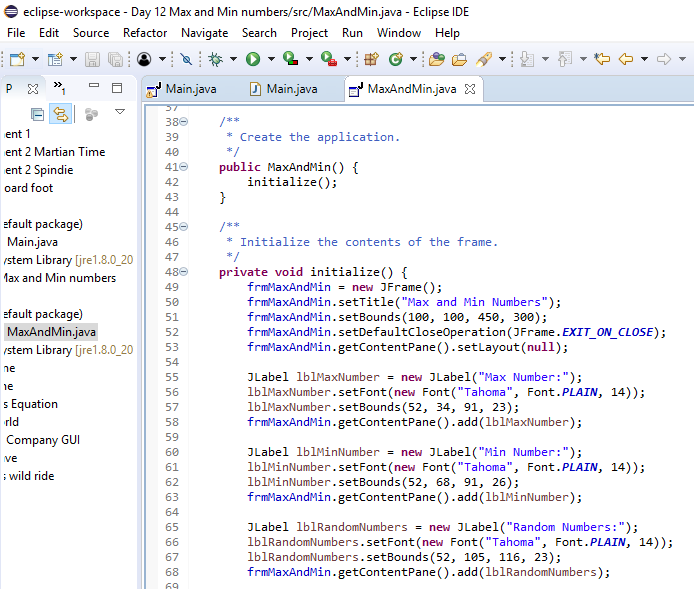 eclipse-workspace - Day 12 Max and Min numbers/src/MaxAndMin.java - Eclipse IDE
File Edit Source Refactor Navigate Search Project Run Window Help
P
1
Main.java
Main.java
MaxAndMin.java
ent 1
ent 2 Martian Time
ent 2 Spindie
oard foot
efault package)
Main.java
ystem Library [jre1.8.0_20
Max and Min numbers
efault package)
MaxAndMin.java
ystem Library [jre1.8.0_20
ne
ne
s Equation
rld
Company GUI
ave
s wild ride
37
38 /**
39 * Create the application.
40 */
41 public MaxAndMin() {
42 initialize();
43 }
44
45 /**
46 * Initialize the contents of the frame.
47 */
48 private void initialize() {
49 frmMaxAndMin = new JFrame();
50 frmMaxAndMin.setTitle("Max and Min Numbers");
51 frmMaxAndMin.setBounds(100, 100, 450, 300);
52 frmMaxAndMin.setDefaultCloseOperation(JFrame.EXIT_ON_CLOSE);
53 frmMaxAndMin.getContentPane().setLayout(null);
54
55 JLabel lblMaxNumber = new JLabel("Max Number:");
56 lblMaxNumber.setFont(new Font("Tahoma", Font.PLAIN, 14));
57 lblMaxNumber.setBounds(52, 34, 91, 23);
58 frmMaxAndMin.getContentPane().add(lblMaxNumber);
59
60 JLabel lblMinNumber = new JLabel("Min Number:");
61 lblMinNumber.setFont(new Font("Tahoma", Font.PLAIN, 14));
62 lblMinNumber.setBounds(52, 68, 91, 26);
63 frmMaxAndMin.getContentPane().add(lblMinNumber);
64
65 JLabel lblRandomNumbers = new JLabel("Random Numbers:");
66 lblRandomNumbers.setFont(new Font("Tahoma", Font.PLAIN, 14));
67 lblRandomNumbers.setBounds(52, 105, 116, 23);
68 frmMaxAndMin.getContentPane().add(lblRandomNumbers);
69